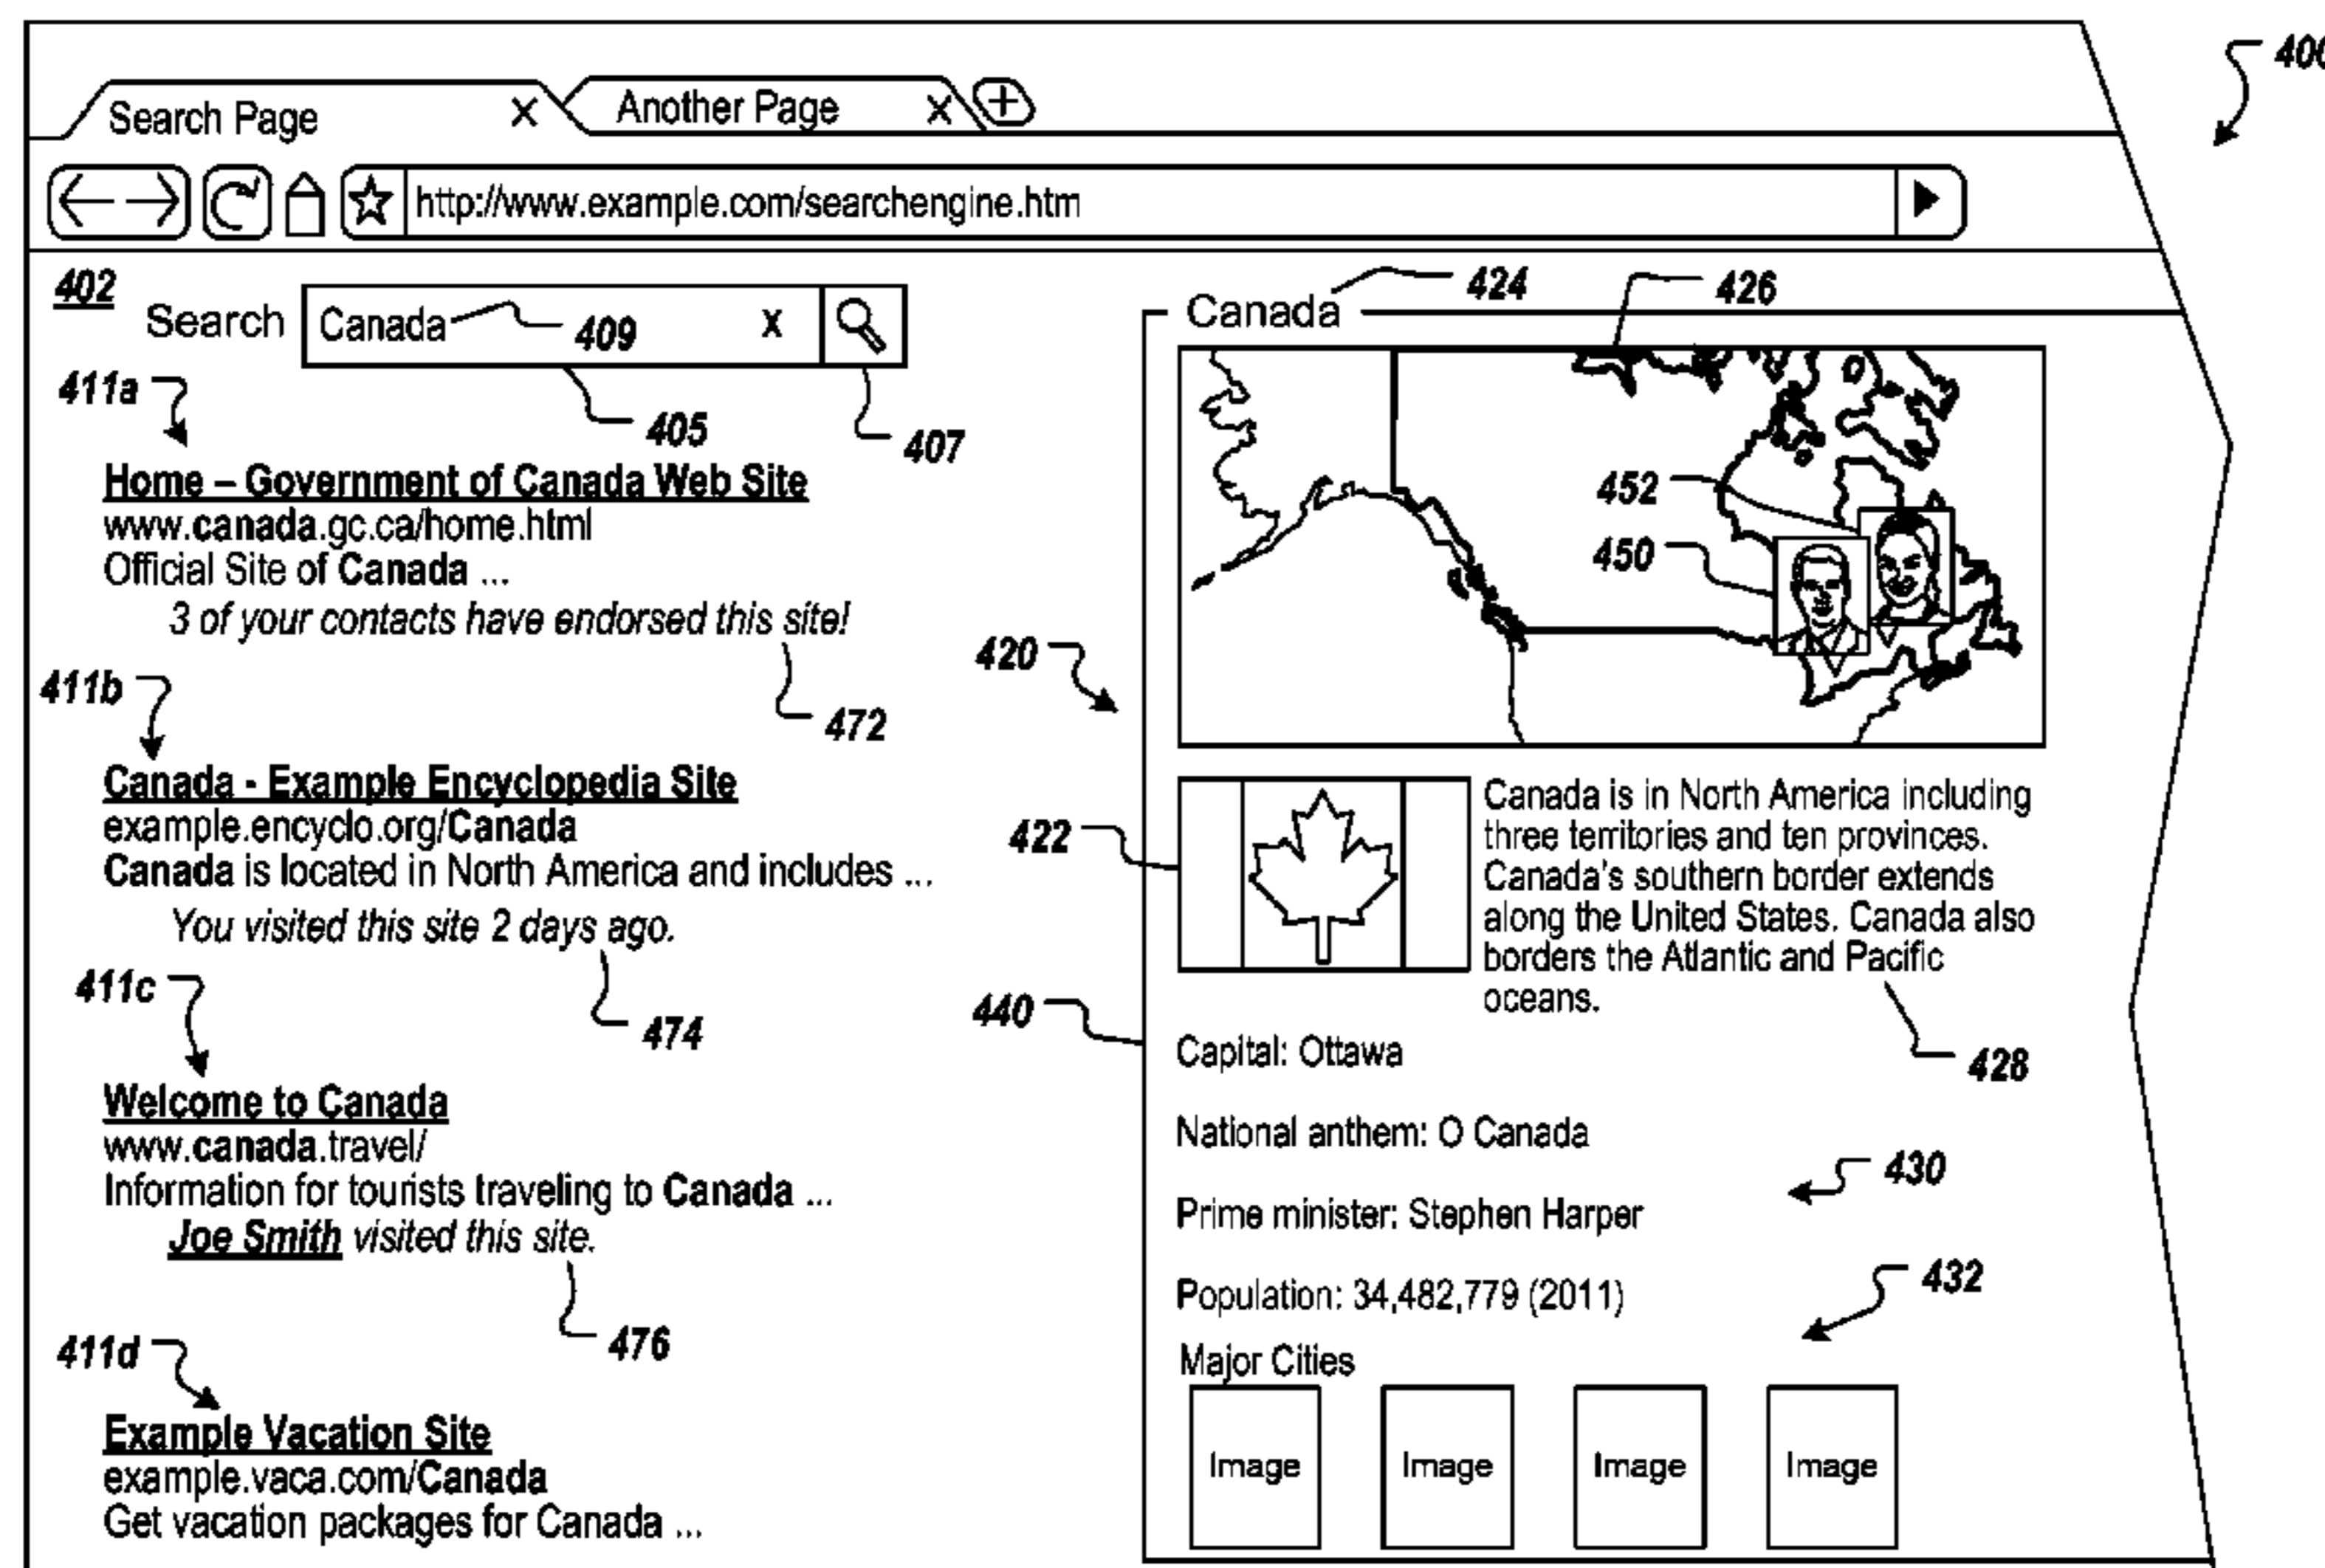 400
Search Page X
Another Page X
http://www.example.com/searchengine.htm
402
Search Canada 409 X
405
407
411a
Home – Government of Canada Web Site
www.canada.gc.ca/home.html
Official Site of Canada ...
3 of your contacts have endorsed this site!
472
411b
Canada - Example Encyclopedia Site
example.encyclo.org/Canada
Canada is located in North America and includes ...
You visited this site 2 days ago.
474
411c
Welcome to Canada
www.canada.travel/
Information for tourists traveling to Canada ...
Joe Smith visited this site.
476
411d
Example Vacation Site
example.vaca.com/Canada
Get vacation packages for Canada ...
Canada 424
426
452
450
420
422
Canada is in North America including
three territories and ten provinces.
Canada's southern border extends
along the United States. Canada also
borders the Atlantic and Pacific
oceans.
428
440
Capital: Ottawa
National anthem: O Canada
430
Prime minister: Stephen Harper
432
Population: 34,482,779 (2011)
Major Cities
Image Image Image Image